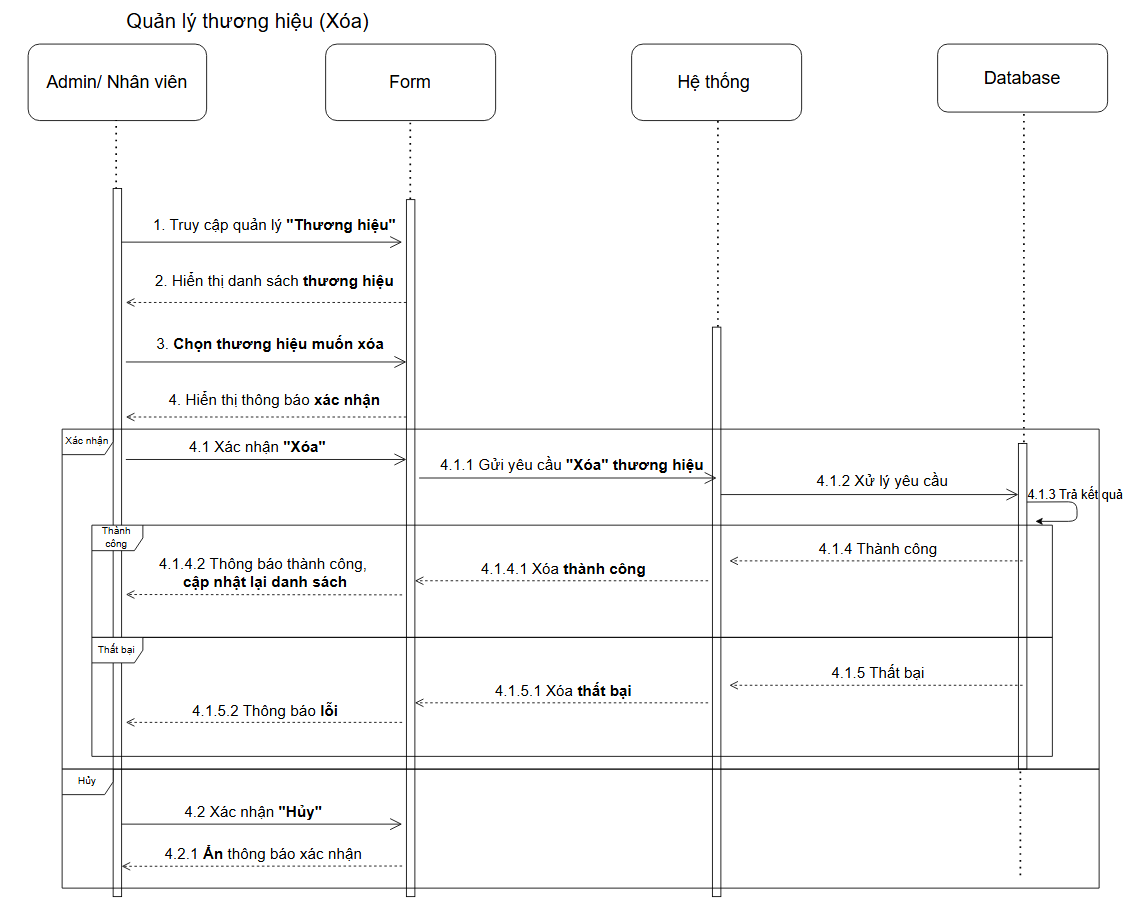 Quản lý thương hiệu (Xóa)
Admin/ Nhân viên
Form
Hệ thống
Database
1. Truy cập quản lý "Thương hiệu"
2. Hiển thị danh sách thương hiệu
3. Chọn thương hiệu muốn xóa
4. Hiển thị thông báo xác nhận
Xác nhận
4.1 Xác nhận "Xóa"
4.1.1 Gửi yêu cầu "Xóa" thương hiệu
4.1.2 Xử lý yêu cầu
4.1.3 Trả kết quả
Thành
công
4.1.4 Thành công
4.1.4.1 Xóa thành công
4.1.4.2 Thông báo thành công,
cập nhật lại danh sách
Thất bại
4.1.5 Thất bại
4.1.5.1 Xóa thất bại
4.1.5.2 Thông báo lỗi
Hủy
4.2 Xác nhận "Hủy"
4.2.1 Ẩn thông báo xác nhận